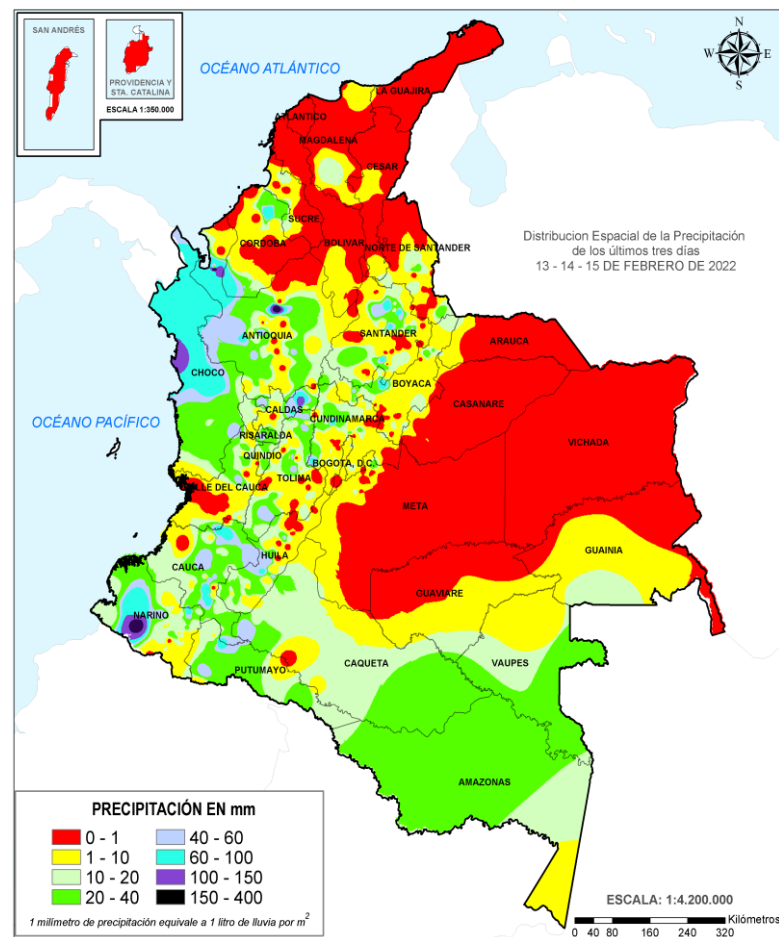 SAN ANDRÉS
PROVIDENCIA Y
STA. CATALINA
ESCALA 1:350.000
OCÉANO ATLÁNTICO
N
W
E
S
LA GUAJIRA
ATLANTICO
MAGDALENA
CESAR
SUCRE
CORDOBA
BOLIVAR
NORTE DE SANTANDER
Distribucion Espacial de la Precipitación
de los últimos tres días
13 - 14 - 15 DE FEBRERO DE 2022
ANTIOQUIA
SANTANDER
ARAUCA
CHOCO
BOYACA
CASANARE
OCÉANO PACÍFICO
CALDAS
CUNDINAMARCA
RISARALDA
VICHADA
QUINDIO
BOGOTA, D.C.
TOLIMA
VALLE DEL CAUCA
META
HUILA
GUAINIA
CAUCA
GUAVIARE
NARIÑO
CAQUETA
VAUPES
PUTUMAYO
AMAZONAS
PRECIPITACIÓN EN mm
0 - 1
40 - 60
1 - 10
60 - 100
10 - 20
100 - 150
20 - 40
150 - 400
1 milímetro de precipitación equivale a 1 litro de lluvia por m²
ESCALA: 1:4.200.000
Kilómetros
0 40 80 160 240 320